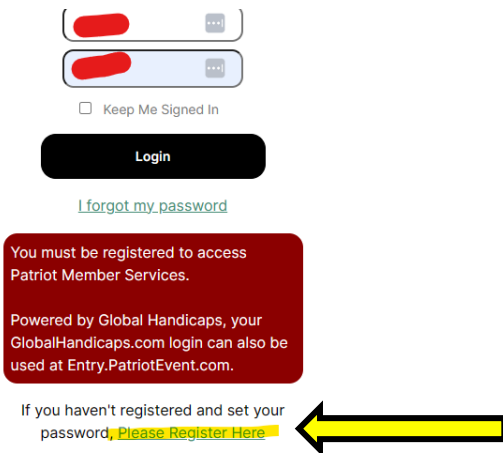 Keep Me Signed In
Login
I forgot my password
You must be registered to access
Patriot Member Services.
Powered by Global Handicaps, your
GlobalHandicaps.com login can also be
used at Entry.PatriotEvent.com.
If you haven't registered and set your
password, Please Register Here